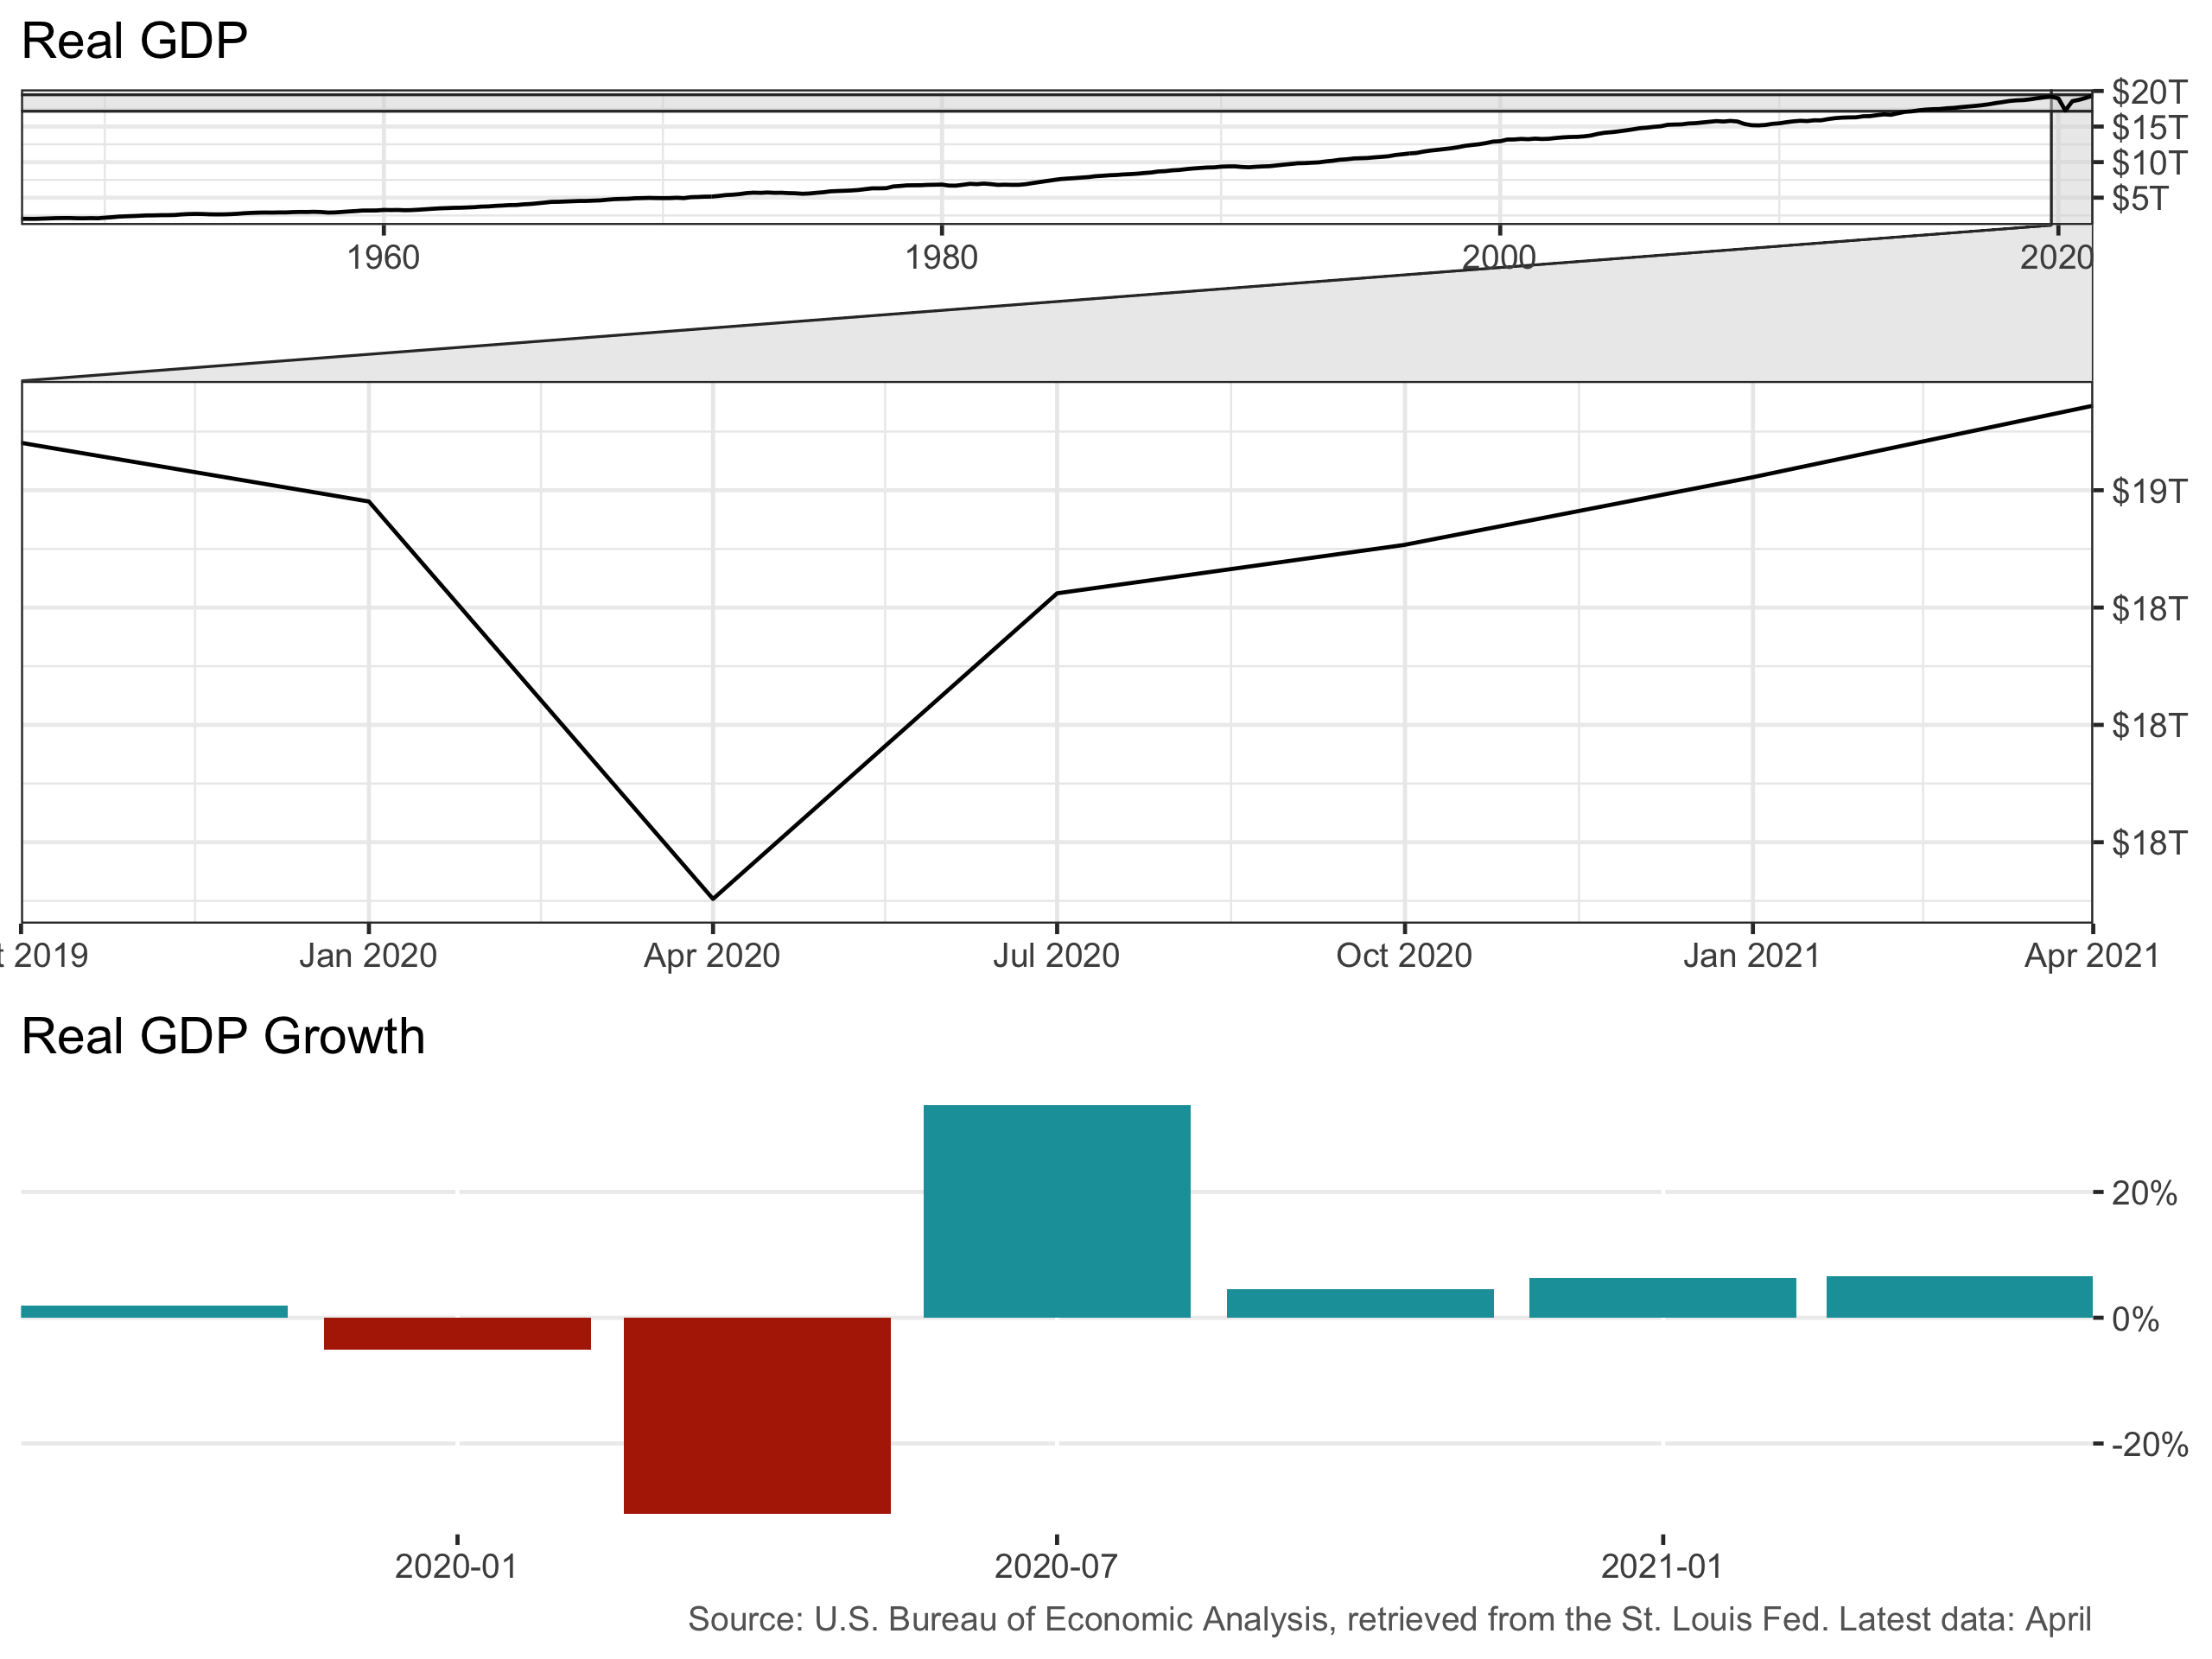 Real GDP
$20T
$15T
$10T
$5T
1960 1980 2000 2020
$19T
$18T
$18T
$18T
t 2019 Jan 2020 Apr 2020 Jul 2020 Oct 2020 Jan 2021 Apr 2021
Real GDP Growth
20%
0%
-20%
2020-01 2020-07 2021-01
Source: U.S. Bureau of Economic Analysis, retrieved from the St. Louis Fed. Latest data: April